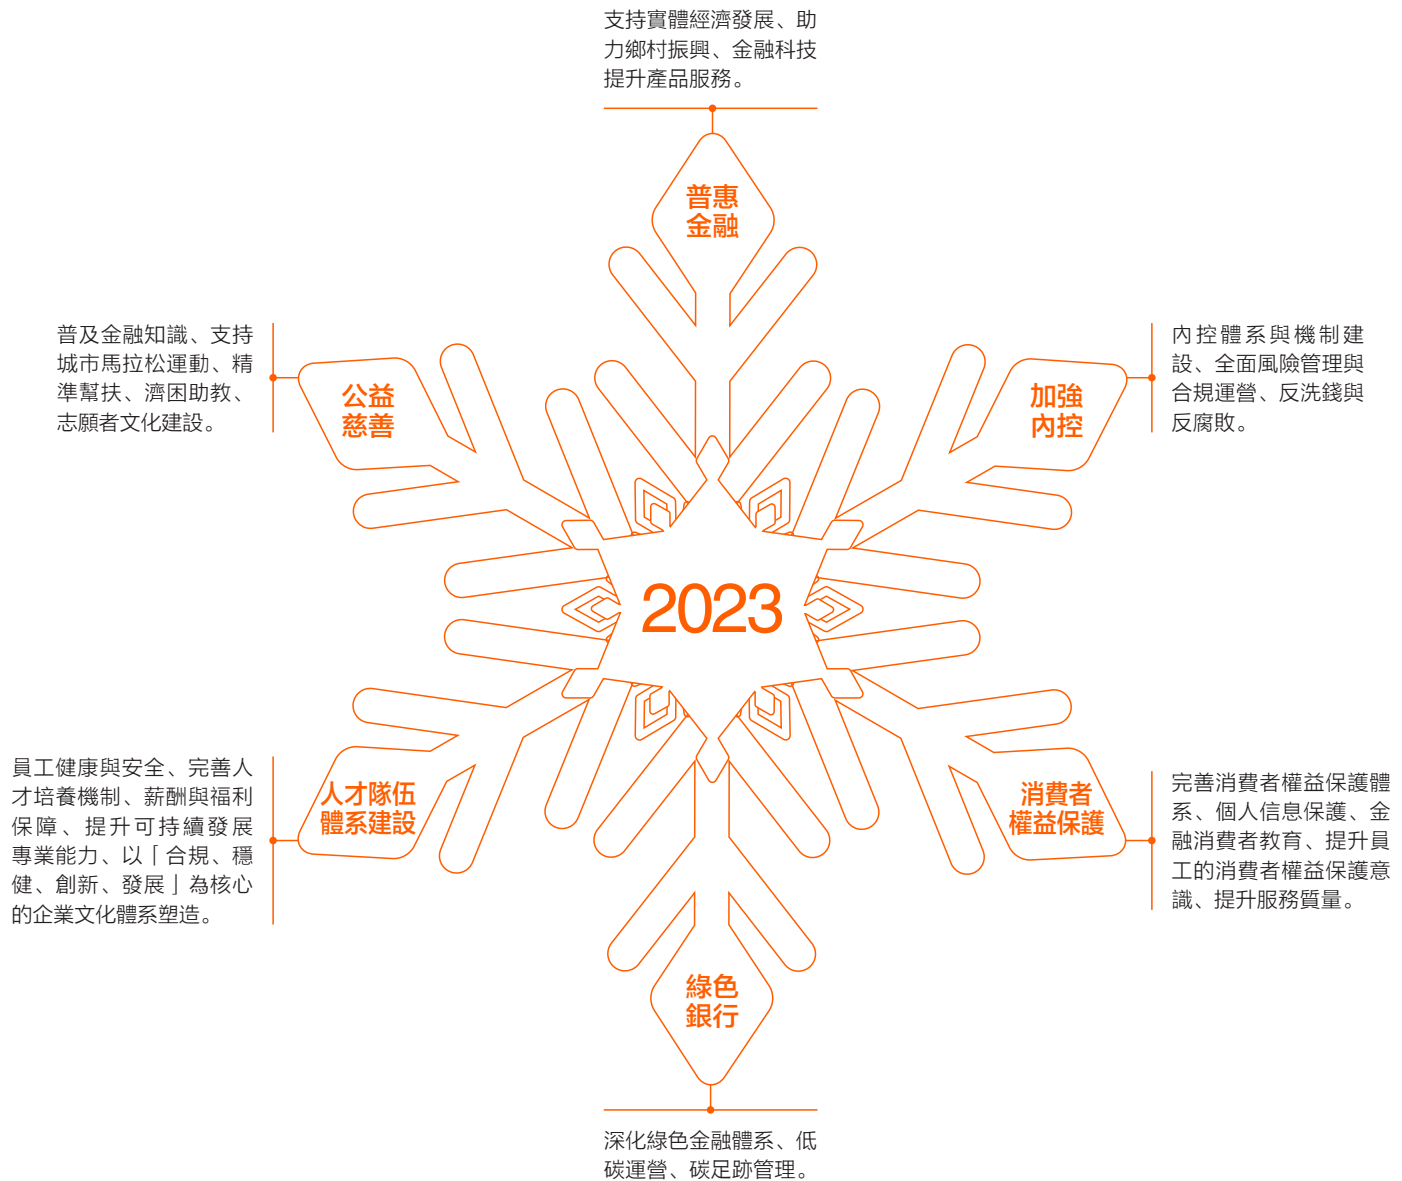 支持實體經濟發展、助
力鄉村振興、金融科技
提升產品服務。
普惠
金融
普及金融知識、支持
城市馬拉松運動、精
準幫扶、濟困助教、
志願者文化建設。
公益
慈善
加強
內控
內控體系與機制建
設、全面風險管理與
合規運營、反洗錢與
反腐敗。
2023
員工健康與安全、完善人
才培養機制、薪酬與福利
保障、提升可持續發展
專業能力、以「合規、穩
健、創新、發展」為核心
的企業文化體系塑造。
人才隊伍
體系建設
消費者
權益保護
完善消費者權益保護體
系、個人信息保護、金
融消費者教育、提升員
工的消費者權益保護意
識、提升服務質量。
綠色
銀行
深化綠色金融體系、低
碳運營、碳足跡管理。